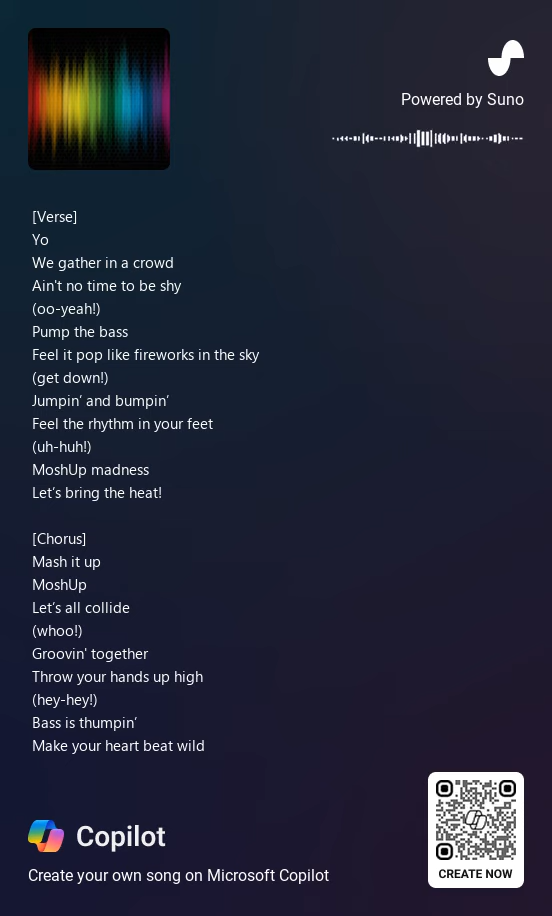 Powered by Suno
[Verse]
Yo
We gather in a crowd
Ain't no time to be shy
(oo-yeah!)
Pump the bass
Feel it pop like fireworks in the sky
(get down!)
Jumpin’ and bumpin’
Feel the rhythm in your feet
(uh-huh!)
MoshUp madness
Let’s bring the heat!

[Chorus]
Mash it up
MoshUp
Let’s all collide
(whoo!)
Groovin' together
Throw your hands up high
(hey-hey!)
Bass is thumpin’
Make your heart beat wild
Copilot
Create your own song on Microsoft Copilot
CREATE NOW